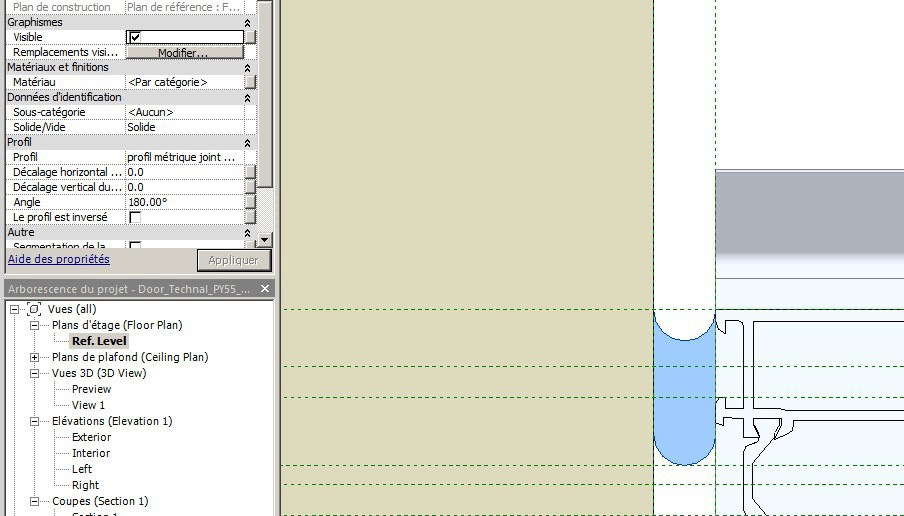 Plan de construction Plan de référence : F...
Graphismes
Visible
Remplacements visi... Modifier...
Matériaux et finitions
Matériau <Par catégorie>
Données d'identification
Sous-catégorie <Aucun>
Solide/Vide Solide
Profil
Profil profil métrique joint ...
Décalage horizontal ... 0.0
Décalage vertical du... 0.0
Angle 180.00°
Le profil est inversé
Autre
Segmentation de la
Aide des propriétés Appliquer
Arborescence du projet - Door_Technal_PY55_...
Vues (all)
Plans d'étage (Floor Plan)
Ref. Level
Plans de plafond (Ceiling Plan)
Vues 3D (3D View)
Preview
View 1
Elévations (Elevation 1)
Exterior
Interior
Left
Right
Coupes (Section 1)
Section 1